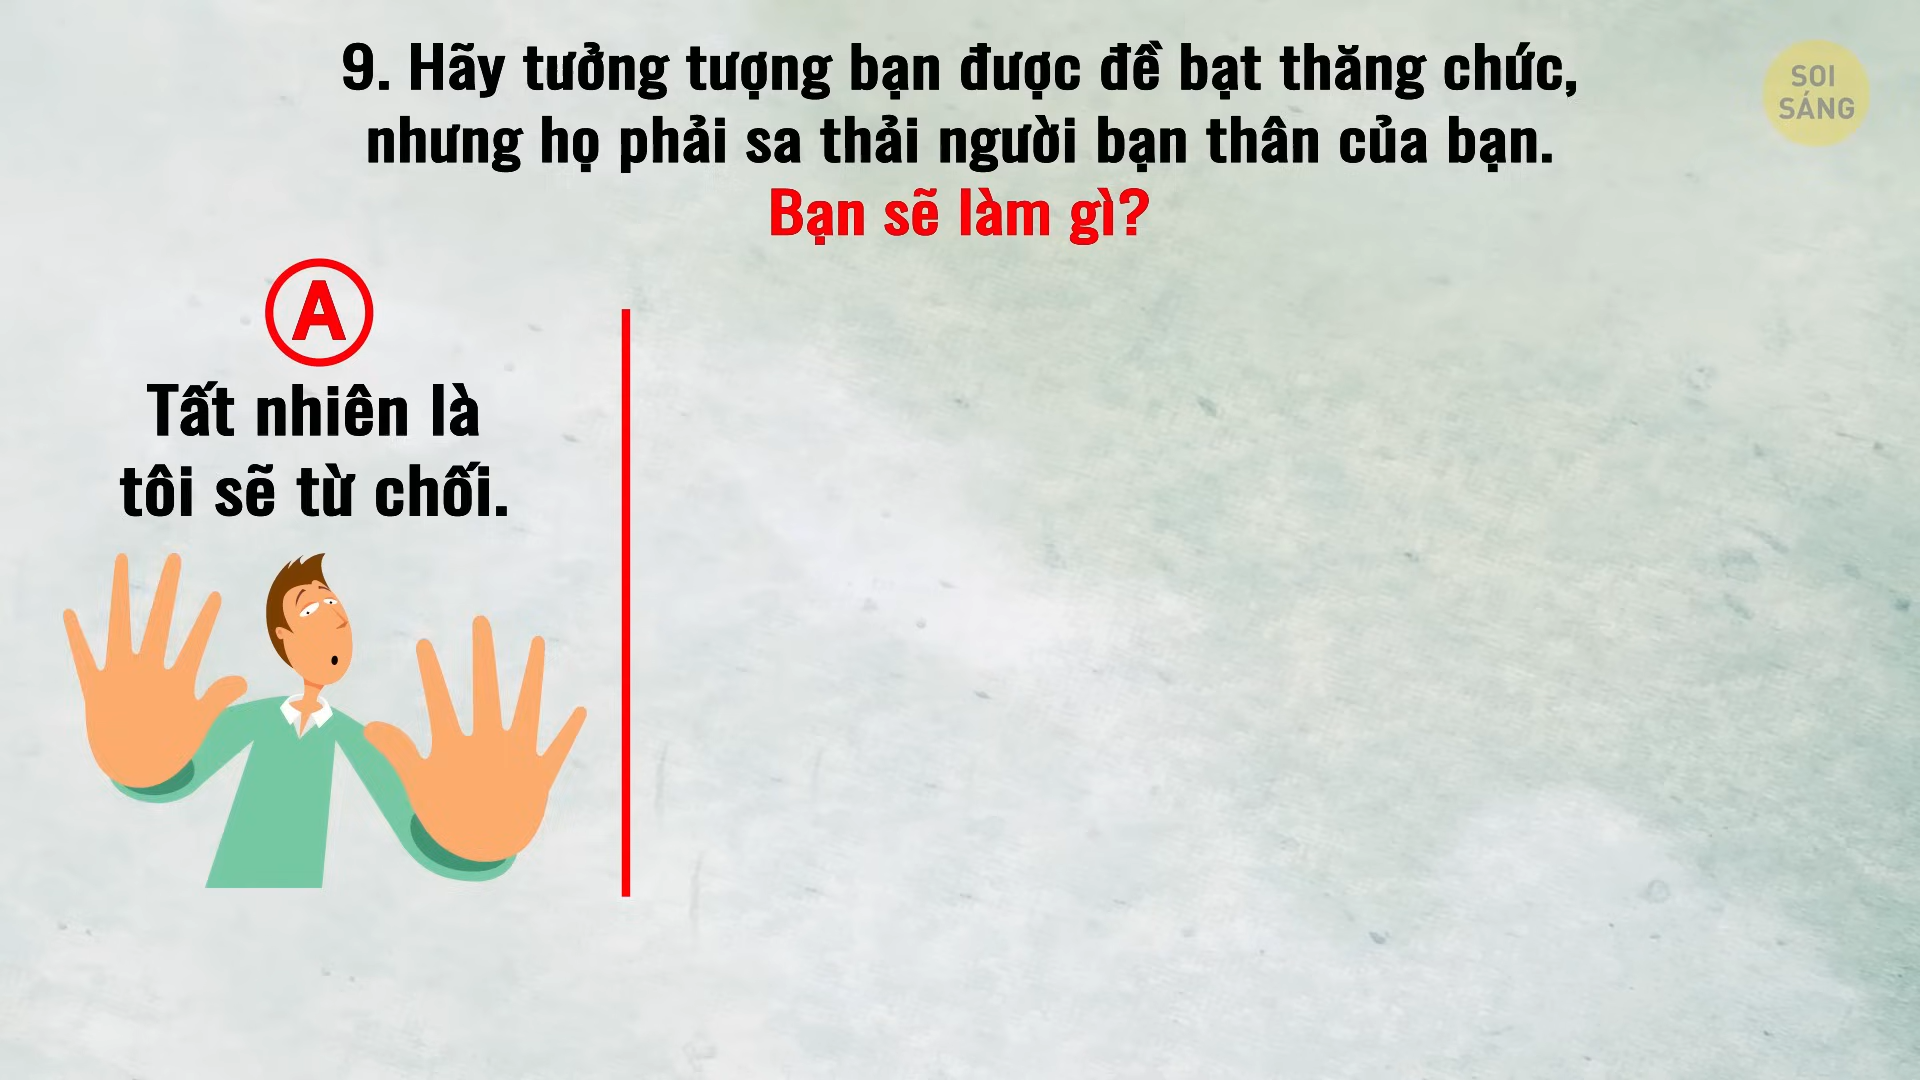 9. Hãy tưởng tượng bạn được đề bạt thăng chức,
nhưng họ phải sa thải người bạn thân của bạn.
Bạn sẽ làm gì?
SOI
SÁNG
A
Tất nhiên là
tôi sẽ từ chối.